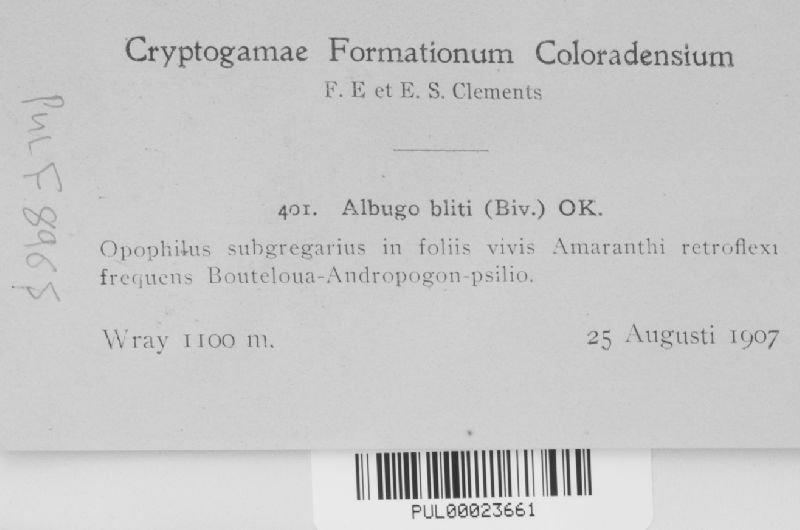 Cryptogamae Formationum Coloradensium
F. E et E. S. Clements
401. Albugo bliti (Biv.) OK.
Opophilus subgregarius in foliis vivis Amaranthi retroflexi
frequens Bouteloua-Andropogon-psilio.
Wray 1100 m. 25 Augusti 1907
PUL F 8965
PUL00023661